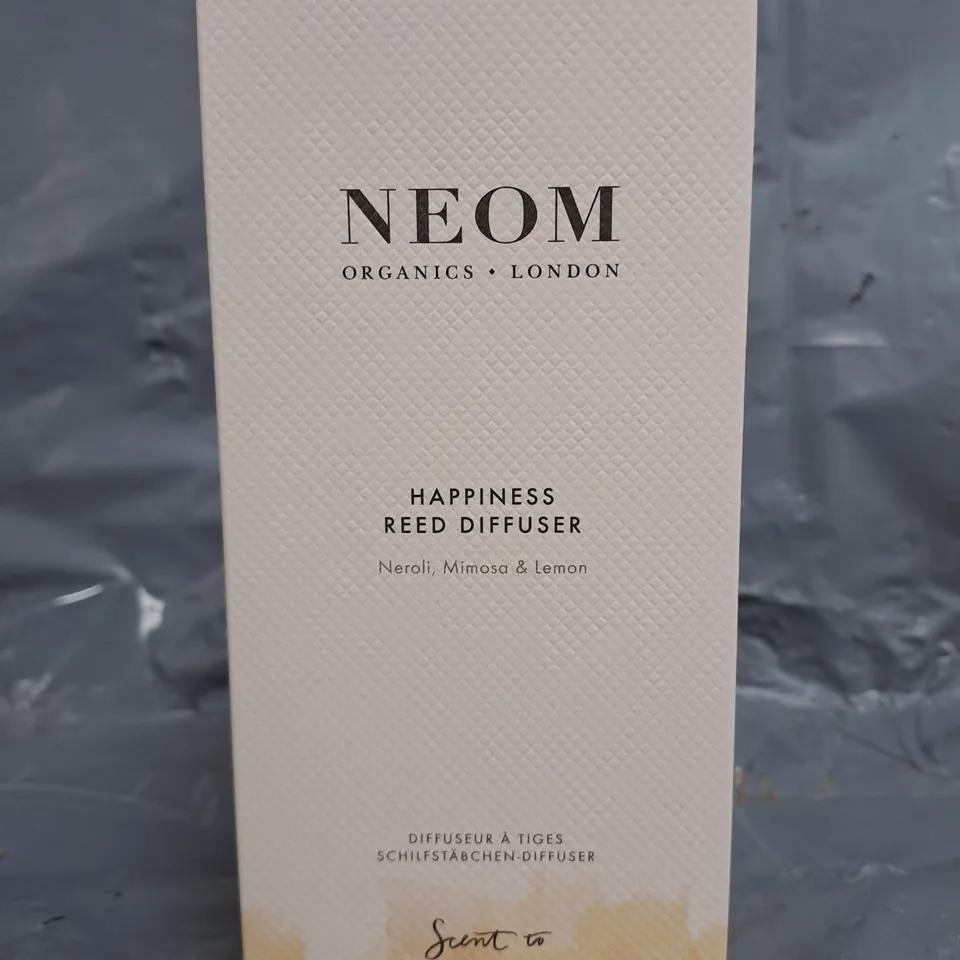 NEOM
ORGANICS • LONDON
HAPPINESS
REED DIFFUSER
Neroli, Mimosa & Lemon
DIFFUSEUR À TIGES
SCHILFSTÄBCHEN-DIFFUSER
Scent to